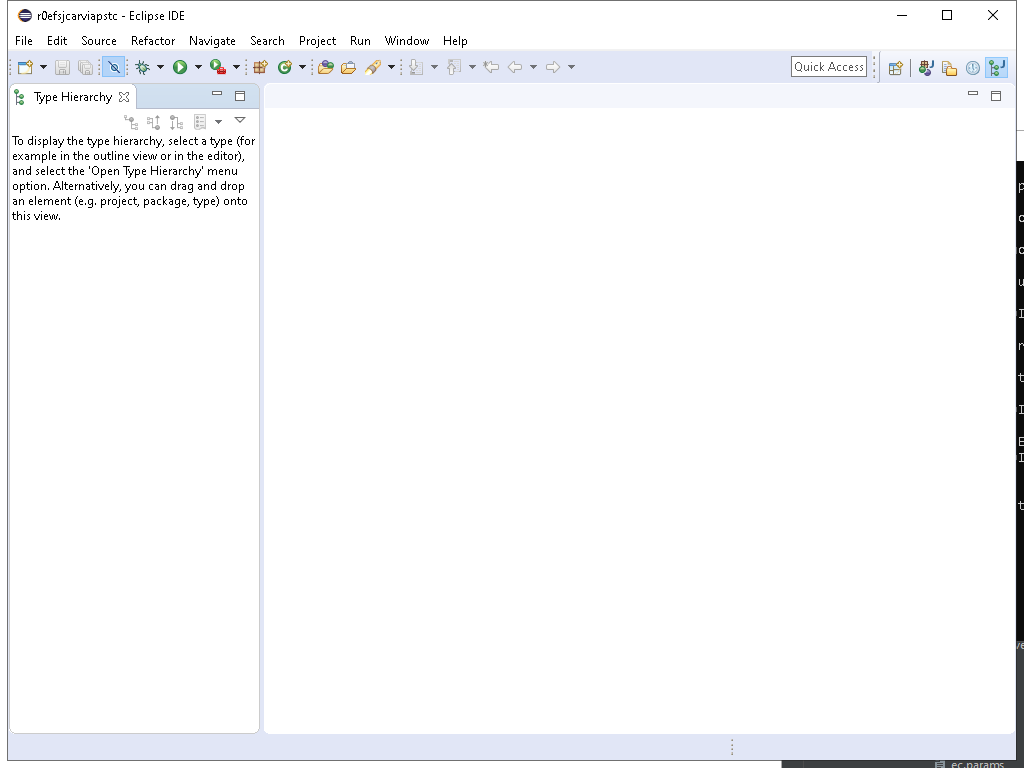 r0efsjcarviapstc - Eclipse IDE
File Edit Source Refactor Navigate Search Project Run Window Help
Quick Access
Type Hierarchy
To display the type hierarchy, select a type (for
example in the outline view or in the editor),
and select the 'Open Type Hierarchy' menu
option. Alternatively, you can drag and drop
an element (e.g. project, package, type) onto
this view.
ec.params